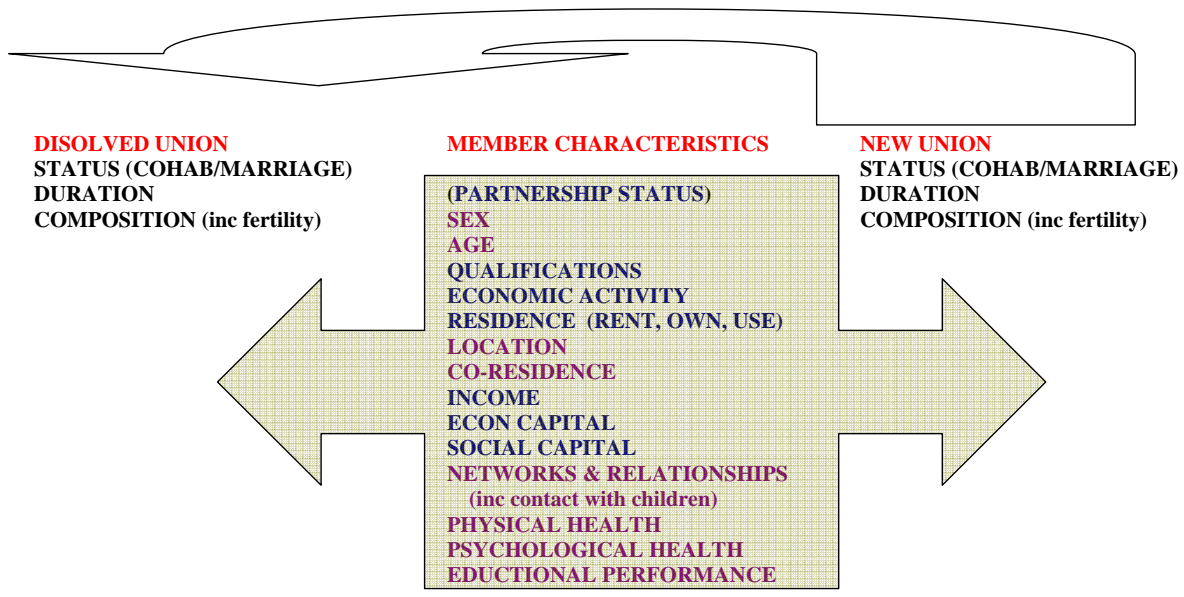 DISOLVED UNION
STATUS (COHAB/MARRIAGE)
DURATION
COMPOSITION (inc fertility)
MEMBER CHARACTERISTICS
(PARTNERSHIP STATUS)
SEX
AGE
QUALIFICATIONS
ECONOMIC ACTIVITY
RESIDENCE (RENT, OWN, USE)
LOCATION
CO-RESIDENCE
INCOME
ECON CAPITAL
SOCIAL CAPITAL
NETWORKS & RELATIONSHIPS
(inc contact with children)
PHYSICAL HEALTH
PSYCHOLOGICAL HEALTH
EDUCTIONAL PERFORMANCE
NEW UNION
STATUS (COHAB/MARRIAGE)
DURATION
COMPOSITION (inc fertility)